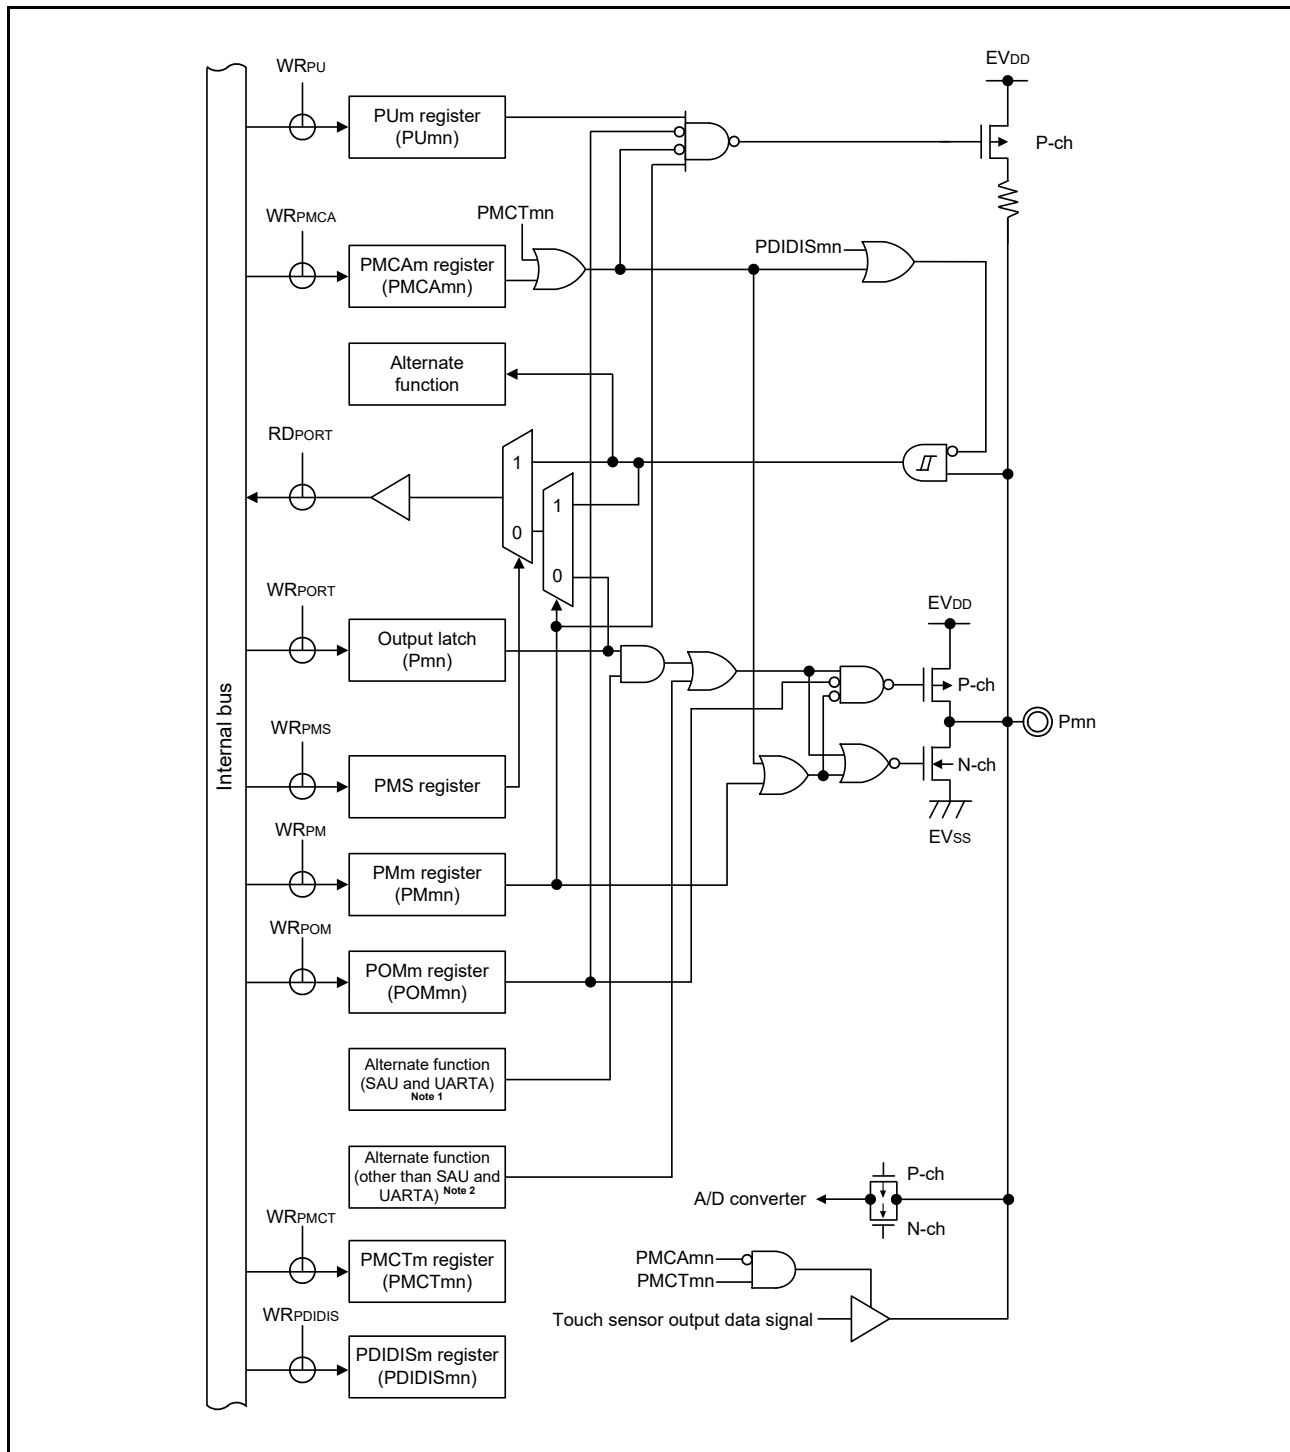 EVDD
WRPU
PUm register
(PUmn)
P-ch
WRPMCA
PMCTmn
PMCAm register
(PMCAmn)
PDIDISmn
Alternate
function
RDPORT
1
0
1
0
WRPORT
Output latch
(Pmn)
EVDD
P-ch
Pmn
Internal bus
WRPMS
PMS register
N-ch
EVSS
WRPM
PMm register
(PMmn)
WRPOM
POMm register
(POMmn)
Alternate function
(SAU and UARTA)
Note 1
Alternate function
(other than SAU and
UARTA) Note 2
P-ch
A/D converter
N-ch
WRPMCT
PMCTm register
(PMCTmn)
PMCAmn
PMCTmn
Touch sensor output data signal
WRPDIDIS
PDIDISm register
(PDIDISmn)